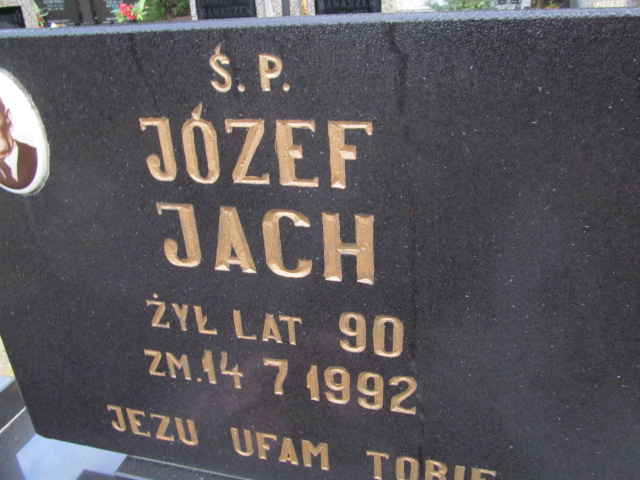 Ś. P.
JÓZEF
JACH
ŻYŁ LAT 90
ZM. 14 7 1992
JEZU UFAM TOBIE